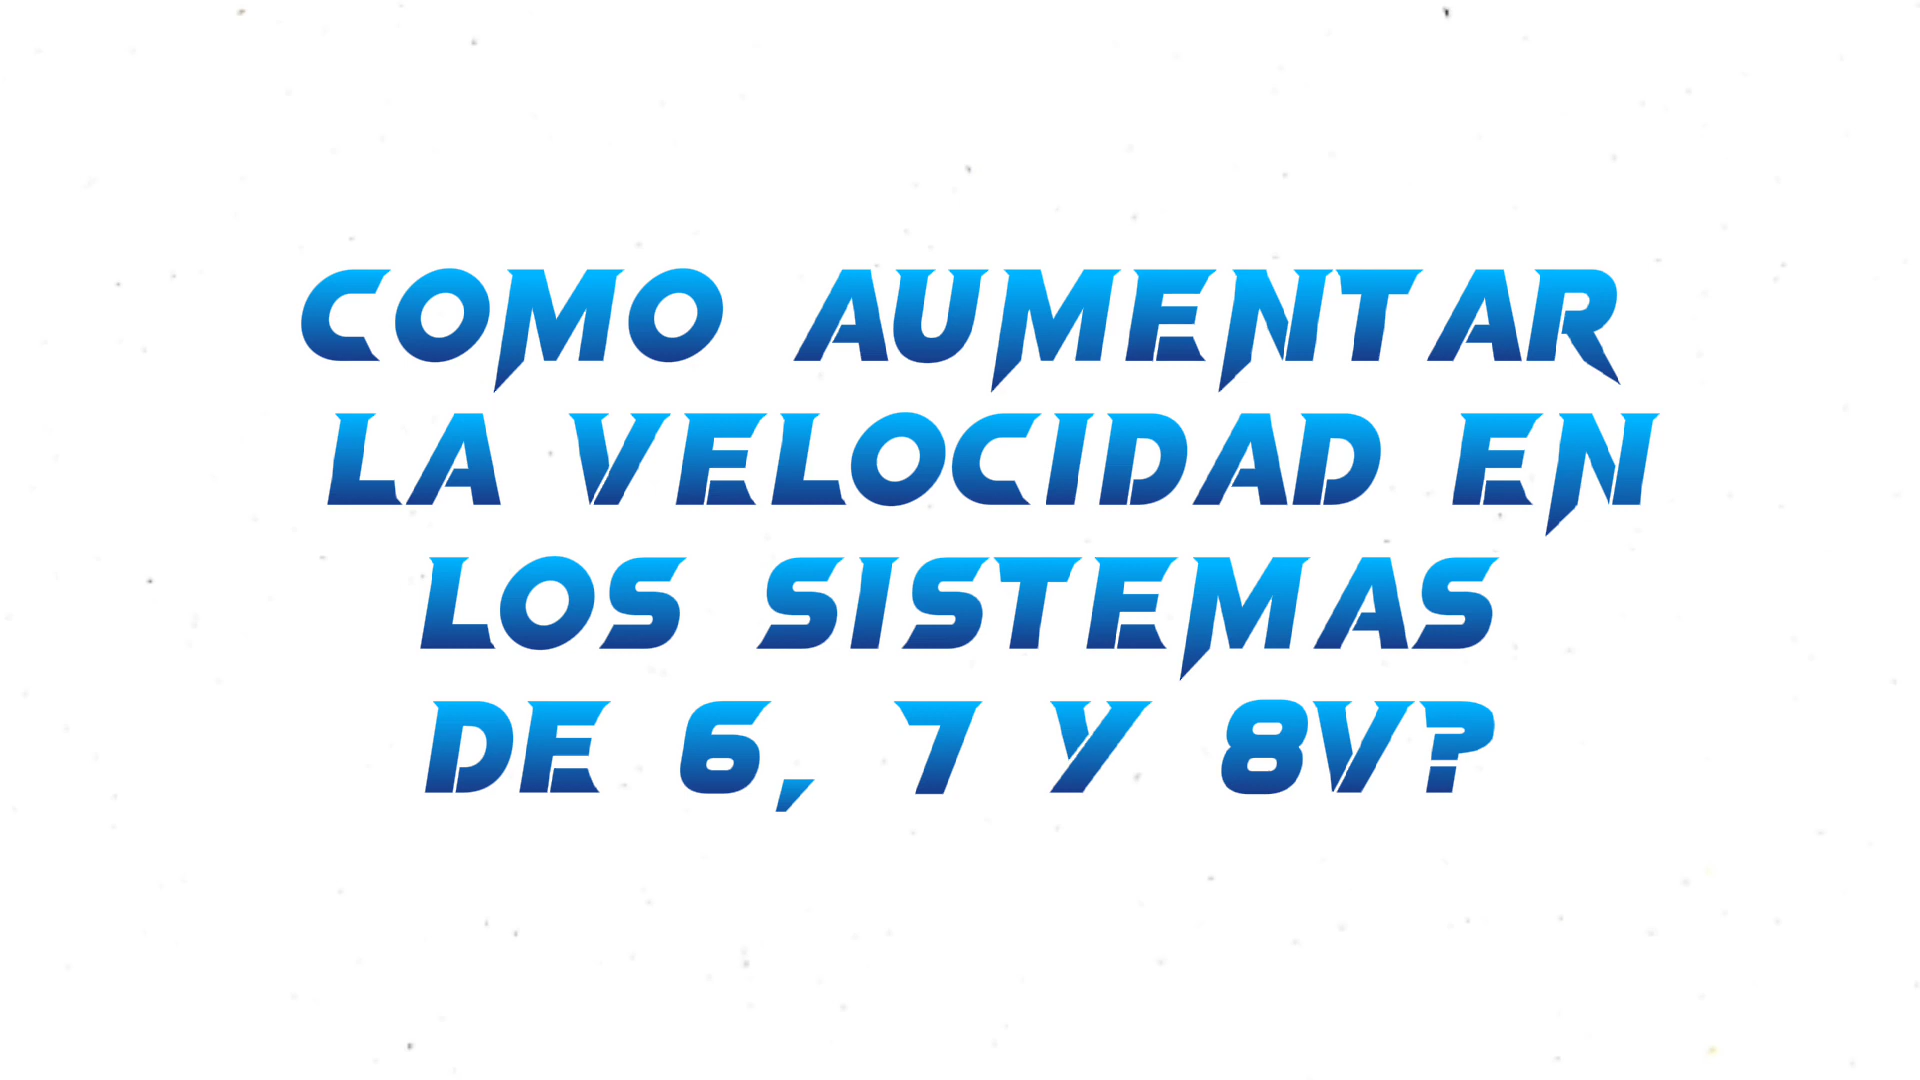 COMO AUMENTAR
LA VELOCIDAD EN
LOS SISTEMAS
DE 6, 7 Y 8V?